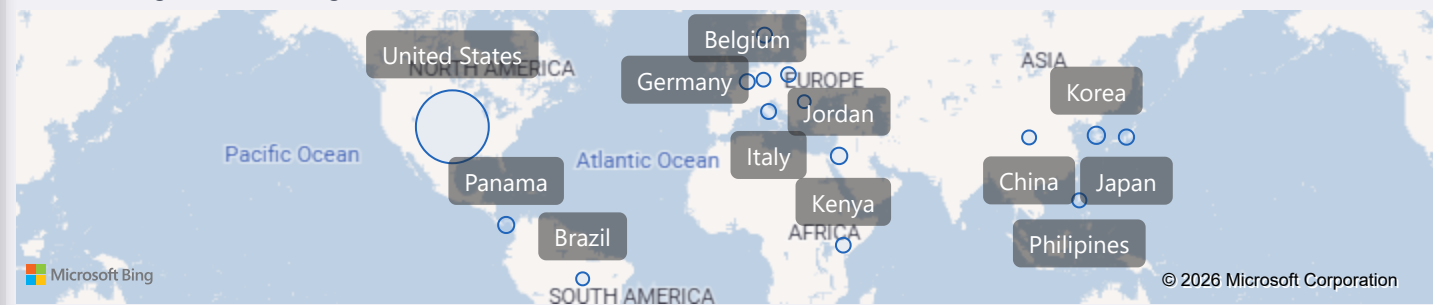 Belgium
United States
NORTH AMERICA
ASIA
Germany
EUROPE
Korea
Jordan
Pacific Ocean
Atlantic Ocean
Italy
Panama
China
Japan
Kenya
AFRICA
Brazil
Philipines
Microsoft Bing
© 2026 Microsoft Corporation
SOUTH AMERICA